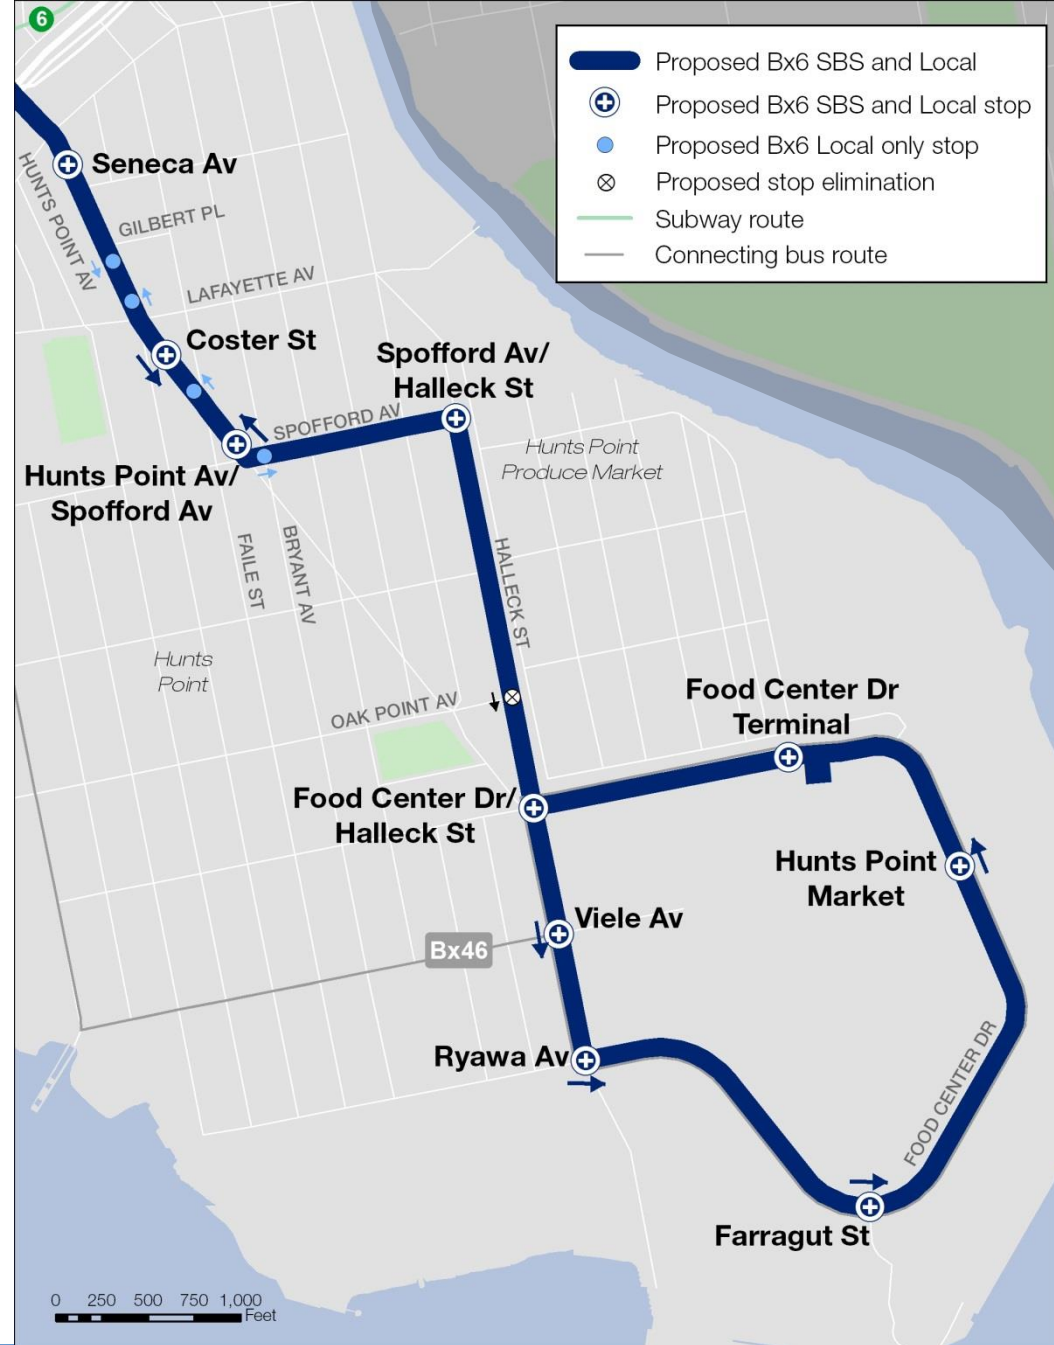 6
Proposed Bx6 SBS and Local
Proposed Bx6 SBS and Local stop
Proposed Bx6 Local only stop
Proposed stop elimination
Subway route
Connecting bus route
Seneca Av
HUNTS POINT AV
GILBERT PL
LAFAYETTE AV
Coster St
Spofford Av/
Halleck St
SPOFFORD AV
Hunts Point
Produce Market
Hunts Point Av/
Spofford Av
FAILE ST
BRYANT AV
HALLECK ST
Hunts
Point
OAK POINT AV
Food Center Dr
Terminal
Food Center Dr/
Halleck St
Hunts Point
Market
Viele Av
Bx46
Ryawa Av
FOOD CENTER DR
Farragut St
0 250 500 750 1,000
Feet